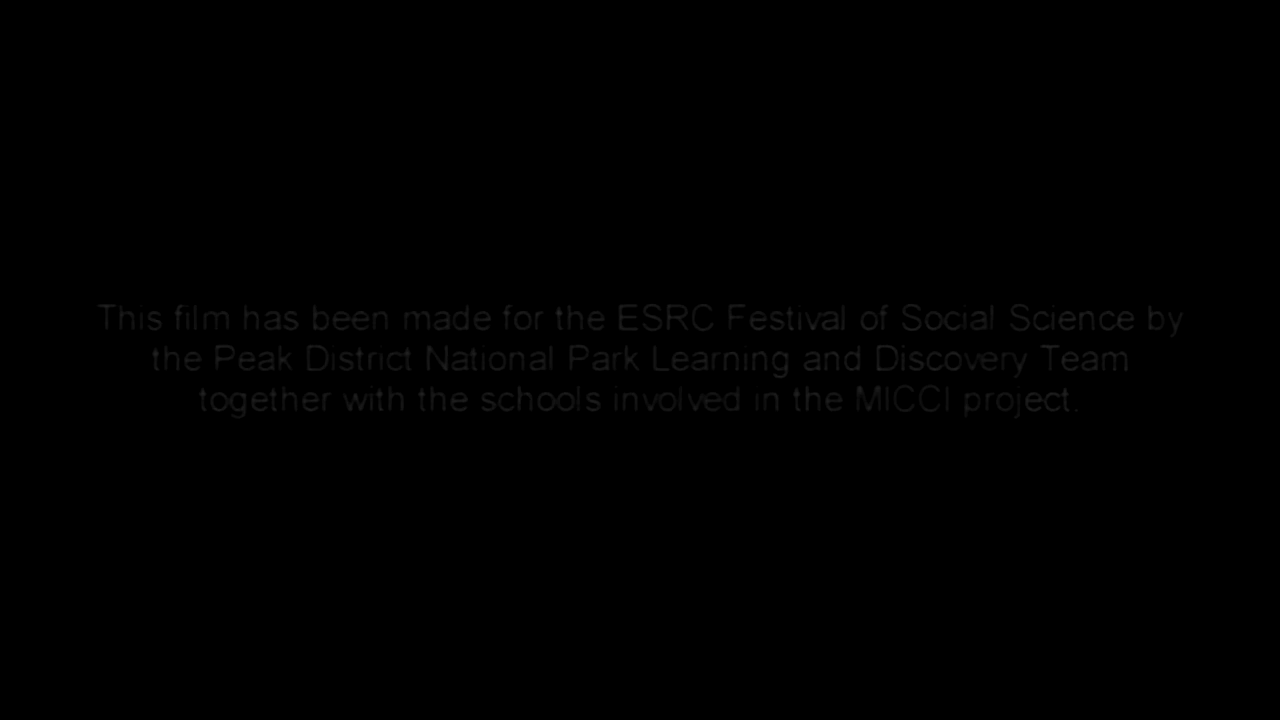 This film has been made for the ESRC Festival of Social Science by
the Peak District National Park Learning and Discovery Team
together with the schools involved in the MICCI project.